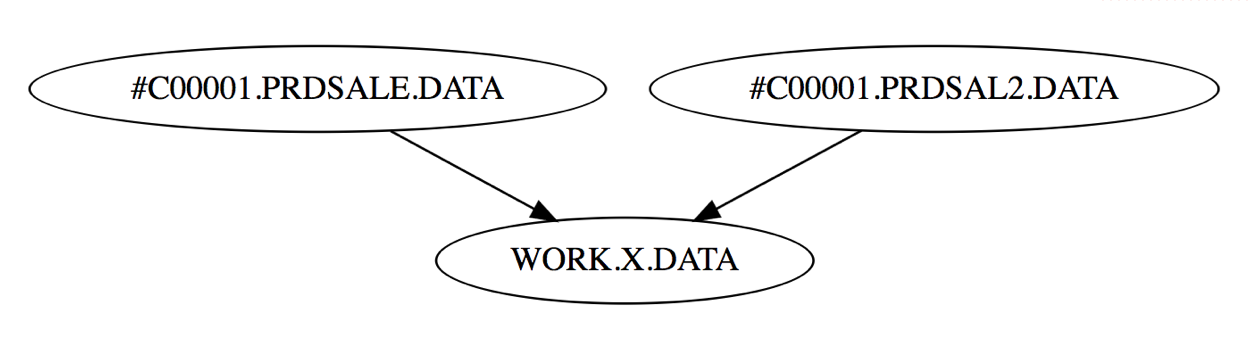 #C00001.PRDSALE.DATA
#C00001.PRDSAL2.DATA
WORK.X.DATA